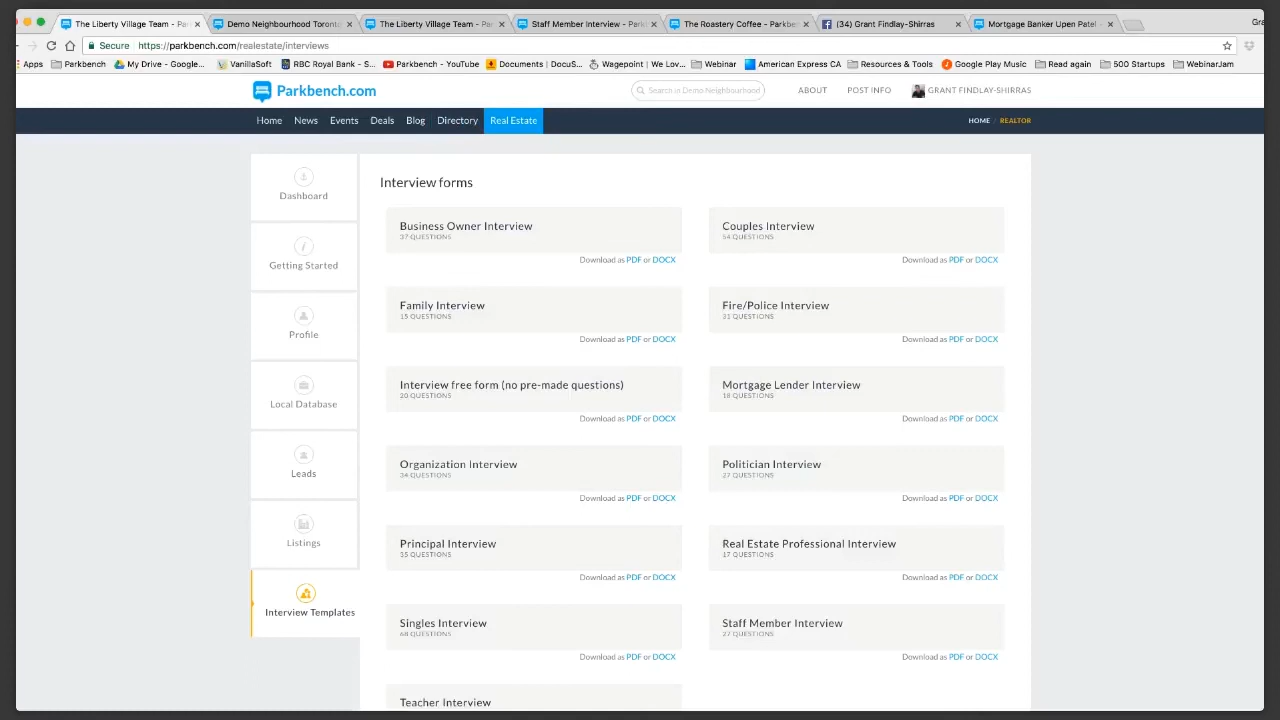 The Liberty Village Team - Par
Demo Neighbourhood Toronto
The Liberty Village Team - Par
Staff Member Interview - Parkb
The Roastery Coffee - Parkben
(34) Grant Findlay-Shirras
Mortgage Banker Upen Patel -
Gra
Secure https://parkbench.com/realestate/interviews
Apps Parkbench My Drive - Google... VanillaSoft RBC Royal Bank - S... Parkbench - YouTube Documents | DocuS... Wagepoint | We Lov... Webinar American Express CA Resources & Tools Google Play Music Read again 500 Startups WebinarJam
Parkbench.com
Search in Demo Neighbourhood
ABOUT POST INFO GRANT FINDLAY-SHIRRAS
Home News Events Deals Blog Directory Real Estate
HOME / REALTOR
Dashboard
Getting Started
Profile
Local Database
Leads
Listings
Interview Templates
Interview forms
Business Owner Interview
37 QUESTIONS
Download as PDF or DOCX
Couples Interview
54 QUESTIONS
Download as PDF or DOCX
Family Interview
15 QUESTIONS
Download as PDF or DOCX
Fire/Police Interview
31 QUESTIONS
Download as PDF or DOCX
Interview free form (no pre-made questions)
20 QUESTIONS
Download as PDF or DOCX
Mortgage Lender Interview
18 QUESTIONS
Download as PDF or DOCX
Organization Interview
34 QUESTIONS
Download as PDF or DOCX
Politician Interview
27 QUESTIONS
Download as PDF or DOCX
Principal Interview
35 QUESTIONS
Download as PDF or DOCX
Real Estate Professional Interview
17 QUESTIONS
Download as PDF or DOCX
Singles Interview
68 QUESTIONS
Download as PDF or DOCX
Staff Member Interview
27 QUESTIONS
Download as PDF or DOCX
Teacher Interview